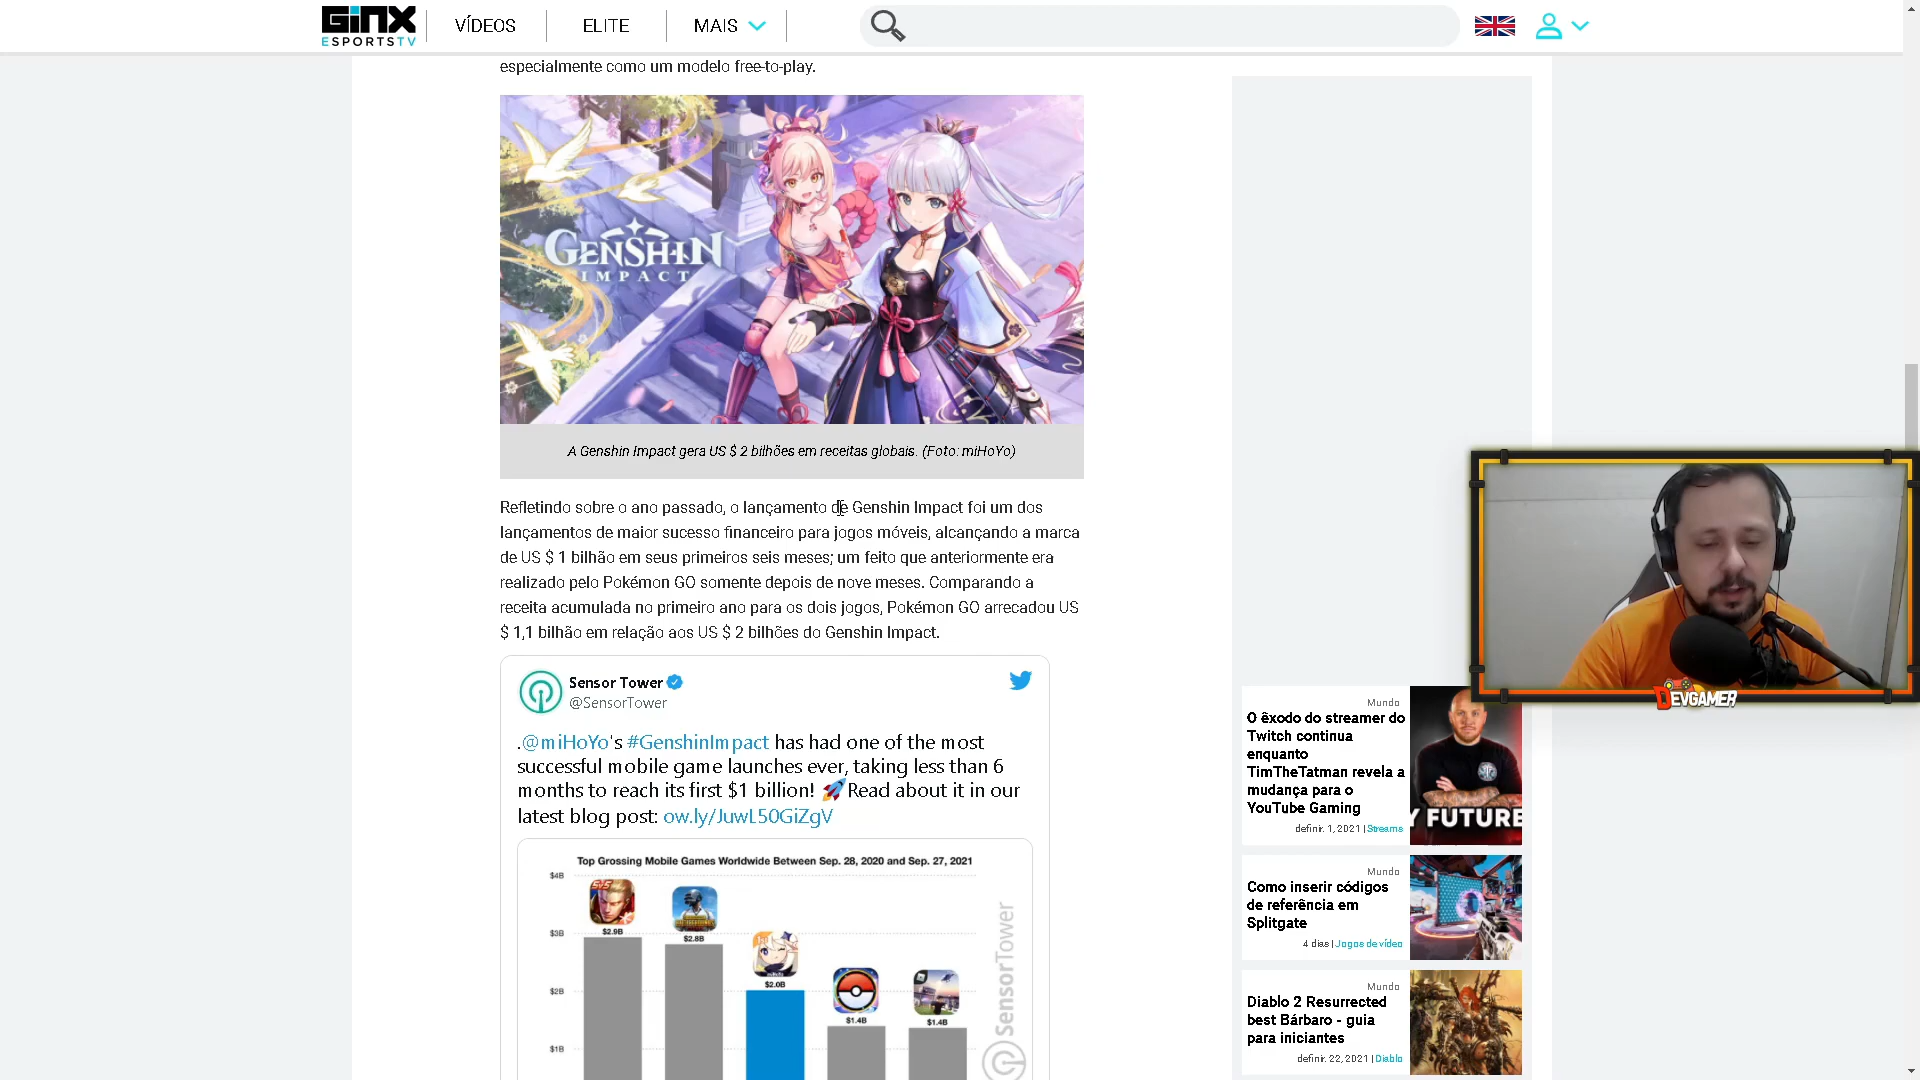 GINX
ESPORTSTV
VÍDEOS
ELITE
MAIS
especialmente como um modelo free-to-play.
GENSHIN
IMPACT
A Genshin Impact gera US $ 2 bilhões em receitas globais. (Foto: miHoYo)
Refletindo sobre o ano passado, o lançamento de Genshin Impact foi um dos
lançamentos de maior sucesso financeiro para jogos móveis, alcançando a marca
de US $ 1 bilhão em seus primeiros seis meses; um feito que anteriormente era
realizado pelo Pokémon GO somente depois de nove meses. Comparando a
receita acumulada no primeiro ano para os dois jogos, Pokémon GO arrecadou US
$ 1,1 bilhão em relação aos US $ 2 bilhões do Genshin Impact.
Sensor Tower
@SensorTower
.@miHoYo's #GenshinImpact has had one of the most
successful mobile game launches ever, taking less than 6
months to reach its first $1 billion! 🚀Read about it in our
latest blog post: ow.ly/JuwL50GiZgV
Top Grossing Mobile Games Worldwide Between Sep. 28, 2020 and Sep. 27, 2021
$4B
5V5
$3B
$2.9B
$2.8B
$2B
$2.0B
$1.4B
$1.4B
$1B
SensorTower
DEVGAMER
Mundo
O êxodo do streamer do
Twitch continua
enquanto
TimTheTatman revela a
mudança para o
YouTube Gaming
definir. 1, 2021 | Streams
Y FUTURE
Mundo
Como inserir códigos
de referência em
Splitgate
4 dias | Jogos de vídeo
Mundo
Diablo 2 Resurrected
best Bárbaro - guia
para iniciantes
definir. 22, 2021 | Diablo